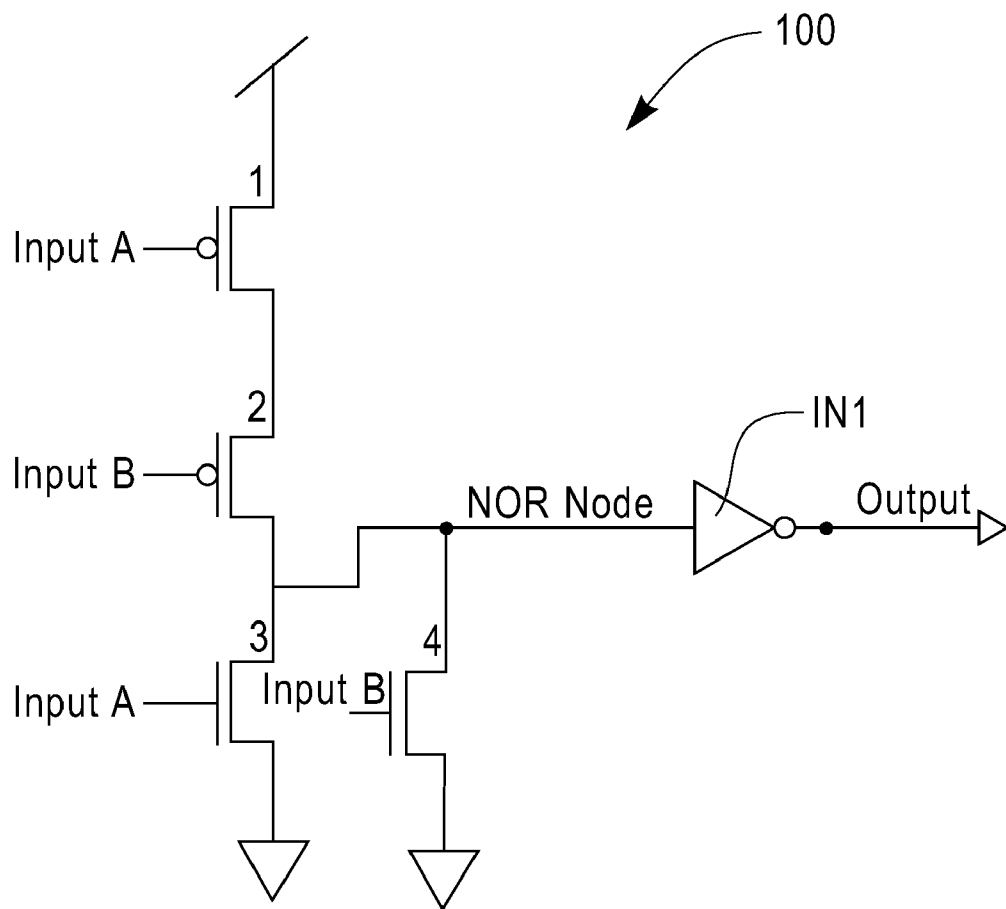 100
1
Input A
2
IN1
Input B
NOR Node
Output
3
4
Input A
Input B